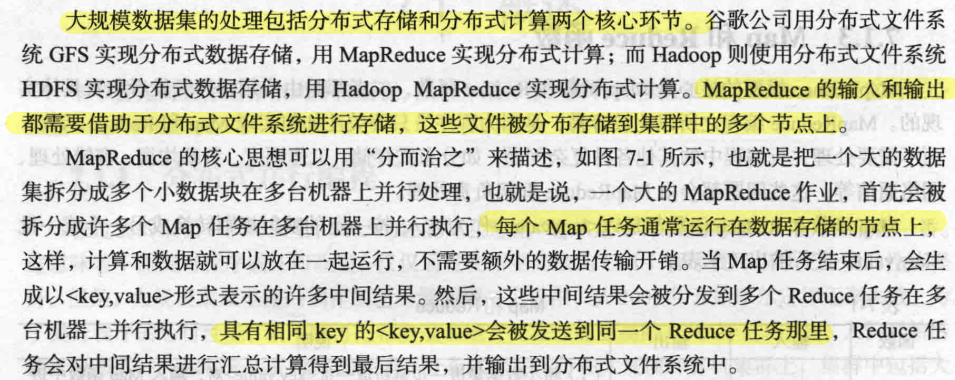 大规模数据集的处理包括分布式存储和分布式计算两个核心环节。谷歌公司用分布式文件系
统 GFS 实现分布式数据存储，用 MapReduce 实现分布式计算；而 Hadoop 则使用分布式文件系统
HDFS 实现分布式数据存储，用 Hadoop MapReduce 实现分布式计算。MapReduce 的输入和输出
都需要借助于分布式文件系统进行存储，这些文件被分布存储到集群中的多个节点上。
MapReduce 的核心思想可以用“分而治之”来描述，如图 7-1 所示，也就是把一个大的数据
集拆分成多个小数据块在多台机器上并行处理，也就是说，一个大的 MapReduce 作业，首先会被
拆分成许多个 Map 任务在多台机器上并行执行，每个 Map 任务通常运行在数据存储的节点上，
这样，计算和数据就可以放在一起运行，不需要额外的数据传输开销。当 Map 任务结束后，会生
成以<key,value>形式表示的许多中间结果。然后，这些中间结果会被分发到多个 Reduce 任务在多
台机器上并行执行，具有相同 key 的<key,value>会被发送到同一个 Reduce 任务那里，Reduce 任
务会对中间结果进行汇总计算得到最后结果，并输出到分布式文件系统中。